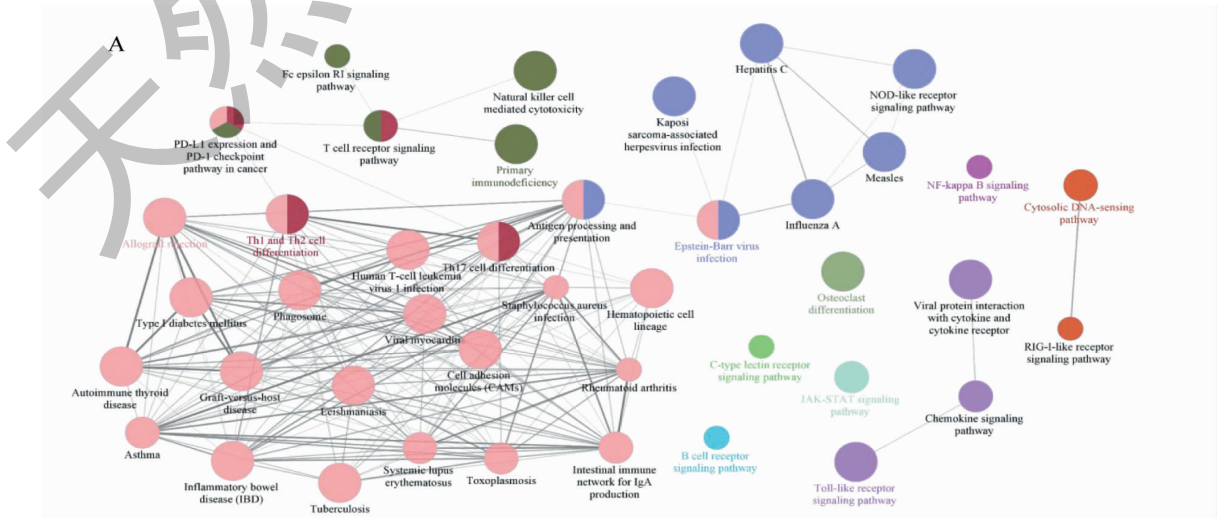 天然
A
Fc epsilon RI signaling
pathway
Natural killer cell
mediated cytotoxicity
PD-L1 expression and
PD-1 checkpoint
pathway in cancer
T cell receptor signaling
pathway
Primary
immunodeficiency
Hepatitis C
NOD-like receptor
signaling pathway
Kaposi
sarcoma-associated
herpesvirus infection
Measles
Influenza A
NF-kappa B signaling
pathway
Cytosolic DNA-sensing
pathway
Allograft rejection
Th1 and Th2 cell
differentiation
Antigen processing and
presentation
Epstein-Barr virus
infection
Human T-cell leukemia
virus 1 infection
Th17 cell differentiation
Type I diabetes mellitus
Phagosome
Staphylococcus aureus
infection
Hematopoietic cell
lineage
Osteoclast
differentiation
Viral protein interaction
with cytokine and
cytokine receptor
RIG-I-like receptor
signaling pathway
Viral myocarditis
C-type lectin receptor
signaling pathway
Autoimmune thyroid
disease
Graft-versus-host
disease
Leishmaniasis
Cell adhesion
molecules (CAMs)
Rheumatoid arthritis
JAK-STAT signaling
pathway
Chemokine signaling
pathway
Asthma
Inflammatory bowel
disease (IBD)
Tuberculosis
Systemic lupus
erythematosus
Toxoplasmosis
Intestinal immune
network for IgA
production
B cell receptor
signaling pathway
Toll-like receptor
signaling pathway